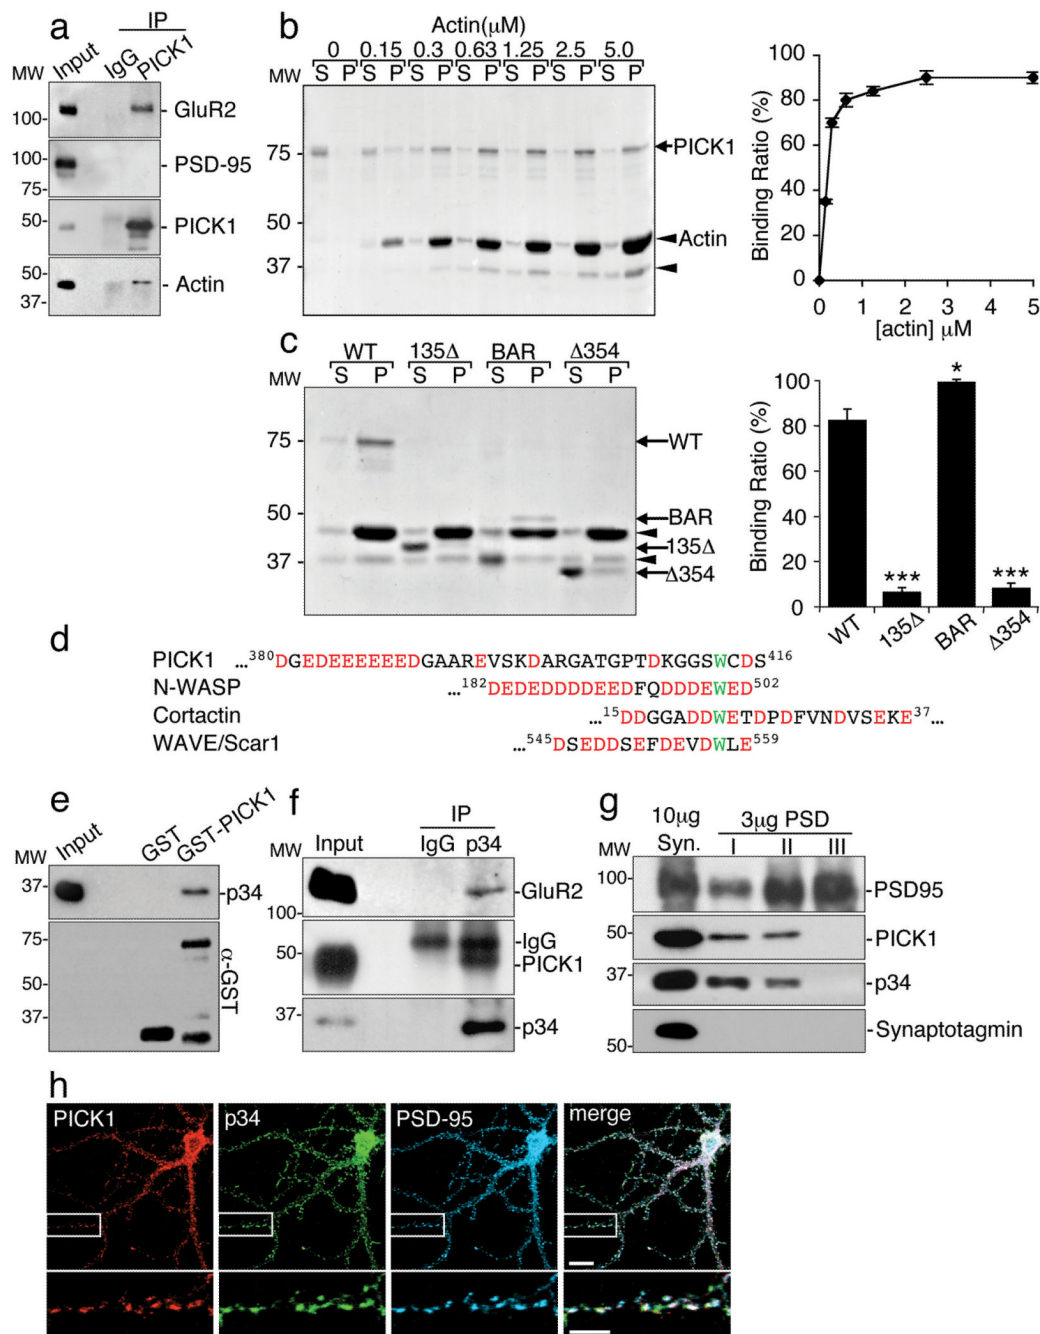 a
IP
Input
IgG
PICK1
MW
100-
GluR2
100-
75-
PSD-95
50-
PICK1
50-
37-
Actin
b
Actin(μM)
0 0.15 0.3 0.63 1.25 2.5 5.0
MW
S P S P S P S P S P S P S P
75-
PICK1
50-
Actin
37-
Binding Ratio (%)
100
80
60
40
20
0
0 1 2 3 4 5
[actin] μM
c
WT 135Δ BAR Δ354
MW
S P S P S P S P
75-
WT
50-
BAR
135Δ
37-
Δ354
Binding Ratio (%)
100
80
60
40
20
0
***
*
***
WT
135Δ
BAR
Δ354
d
PICK1 ...380DGEDEEEEEEDGAAREVSKDARGATGPTDKGGSWCDS416
N-WASP ...182DEDEDDDDEEDFQDDDEWED502
Cortactin ...15DDGGADDWETDPDFVNDVSEKE37...
WAVE/Scar1 ...545DSEDDSEFDEVDWLE559
e
Input
GST
GST-PICK1
MW
37-
-p34
75-
50-
37-
α-GST
f
IP
Input IgG p34
MW
-GluR2
100-
-IgG
50-
-PICK1
37-
-p34
g
10μg 3μg PSD
Syn. I II III
MW
100-
-PSD95
50-
-PICK1
37-
-p34
-Synaptotagmin
50-
h
PICK1
p34
PSD-95
merge